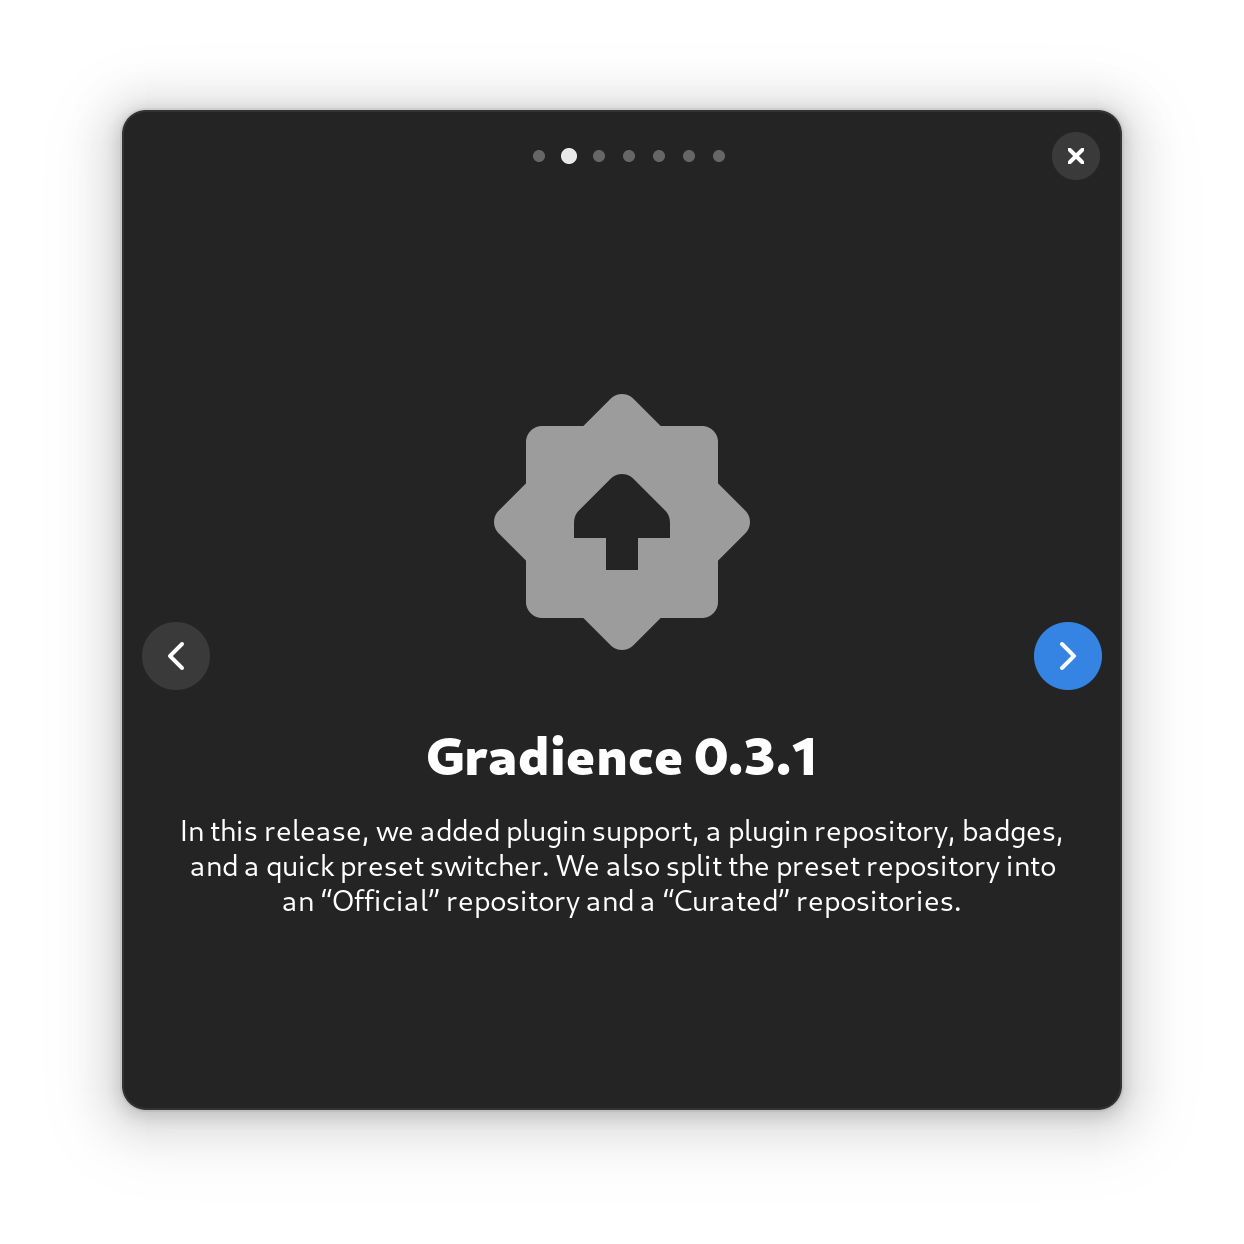 Gradience 0.3.1
In this release, we added plugin support, a plugin repository, badges,
and a quick preset switcher. We also split the preset repository into
an “Official” repository and a “Curated” repositories.